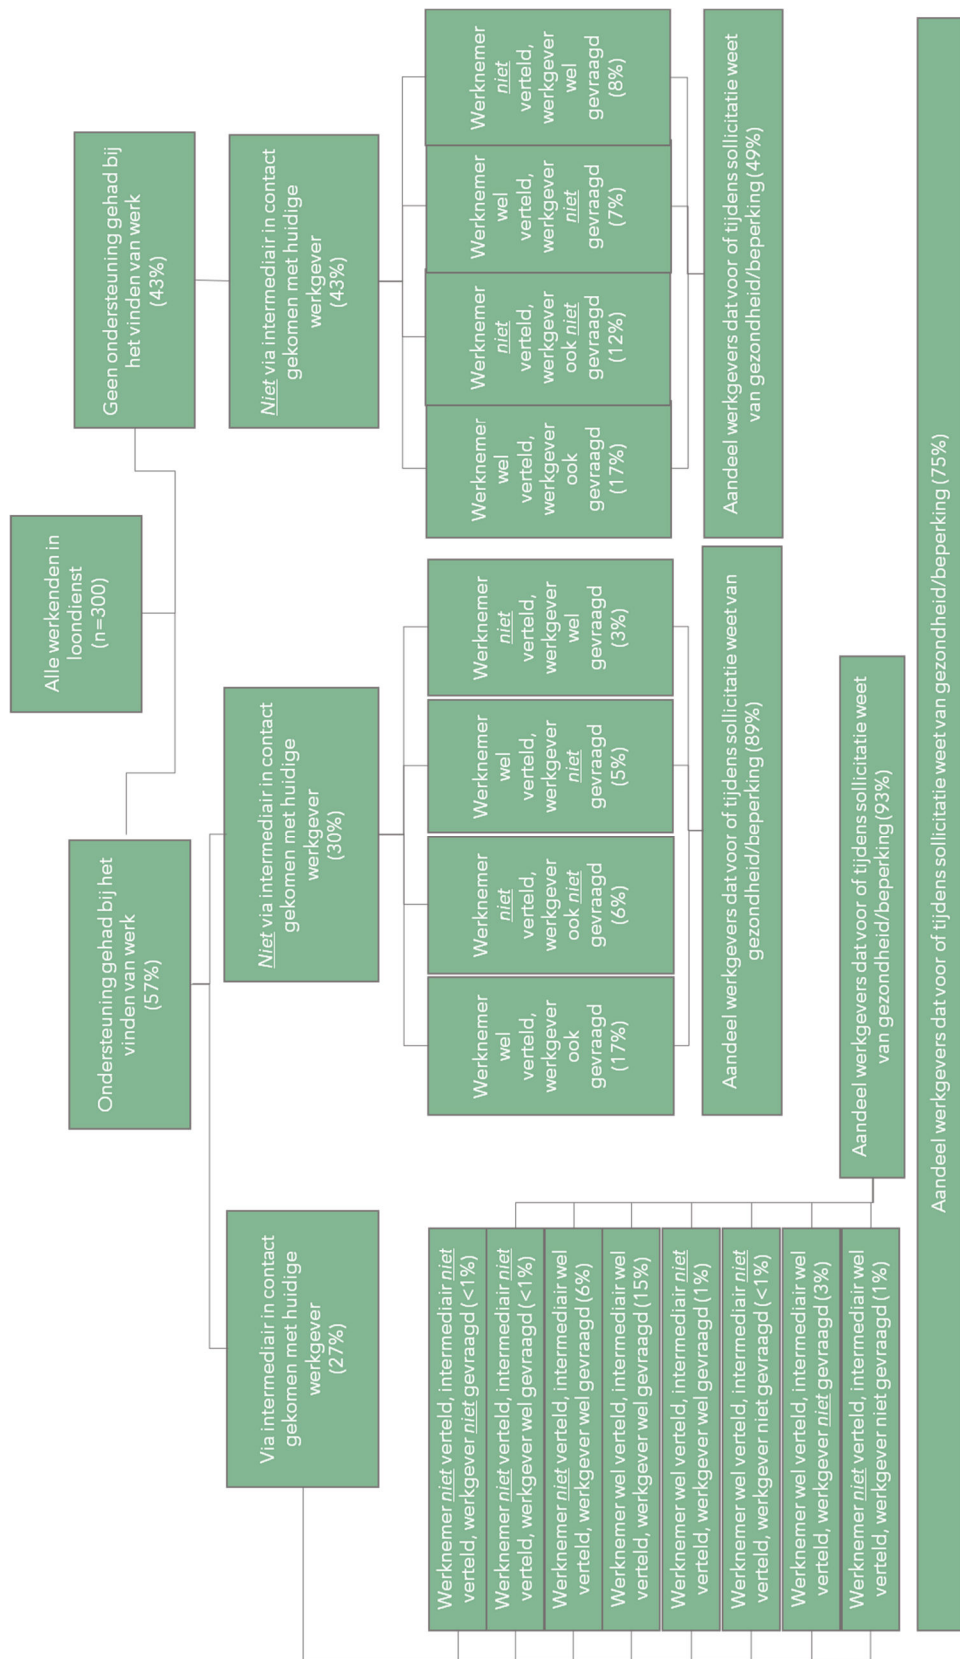 Alle werkenden in
loondienst
(n=300)
Ondersteuning gehad bij het
vinden van werk
(57%)
Geen ondersteuning gehad bij
het vinden van werk
(43%)
Via intermediair in contact
gekomen met huidige
werkgever
(27%)
Niet via intermediair in contact
gekomen met huidige
werkgever
(30%)
Niet via intermediair in contact
gekomen met huidige
werkgever
(43%)
Werknemer niet verteld, intermediair niet
verteld, werkgever niet gevraagd (<1%)
Werknemer niet verteld, intermediair niet
verteld, werkgever wel gevraagd (<1%)
Werknemer niet verteld, intermediair wel
verteld, werkgever wel gevraagd (6%)
Werknemer wel verteld, intermediair wel
verteld, werkgever wel gevraagd (15%)
Werknemer wel verteld, intermediair niet
verteld, werkgever wel gevraagd (1%)
Werknemer wel verteld, intermediair niet
verteld, werkgever niet gevraagd (<1%)
Werknemer wel verteld, intermediair wel
verteld, werkgever niet gevraagd (3%)
Werknemer niet verteld, intermediair wel
verteld, werkgever niet gevraagd (1%)
Werknemer
wel
verteld,
werkgever
ook
gevraagd
(17%)
Werknemer
niet
verteld,
werkgever
ook niet
gevraagd
(6%)
Werknemer
wel
verteld,
werkgever
niet
gevraagd
(5%)
Werknemer
niet
verteld,
werkgever
wel
gevraagd
(3%)
Werknemer
wel
verteld,
werkgever
ook
gevraagd
(17%)
Werknemer
niet
verteld,
werkgever
ook niet
gevraagd
(12%)
Werknemer
wel
verteld,
werkgever
niet
gevraagd
(7%)
Werknemer
niet
verteld,
werkgever
wel
gevraagd
(8%)
Aandeel werkgevers dat voor of tijdens sollicitatie weet van
gezondheid/beperking (89%)
Aandeel werkgevers dat voor of tijdens sollicitatie weet
van gezondheid/beperking (49%)
Aandeel werkgevers dat voor of tijdens sollicitatie weet
van gezondheid/beperking (93%)
Aandeel werkgevers dat voor of tijdens sollicitatie weet van gezondheid/beperking (75%)